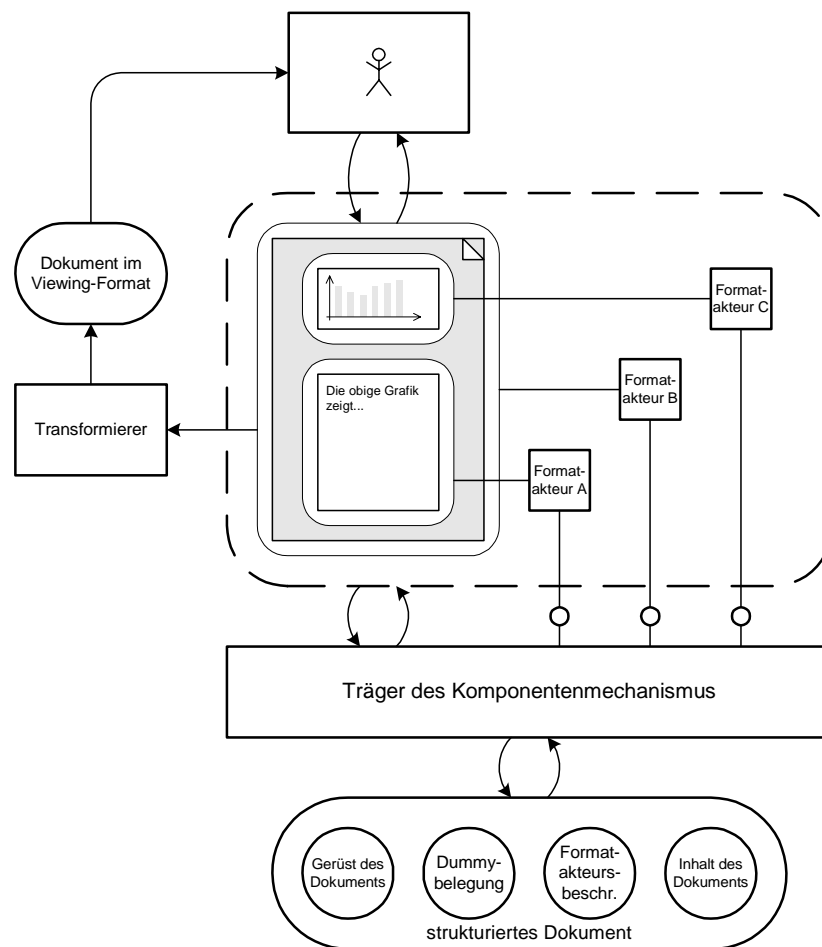 Dokument im
Viewing-Format
Format-
akteur C
Die obige Grafik
zeigt...
Format-
akteur B
Transformierer
Format-
akteur A
Träger des Komponentenmechanismus
Gerüst des
Dokuments
Dummy-
belegung
Format-
akteurs-
beschr.
Inhalt des
Dokuments
strukturiertes Dokument